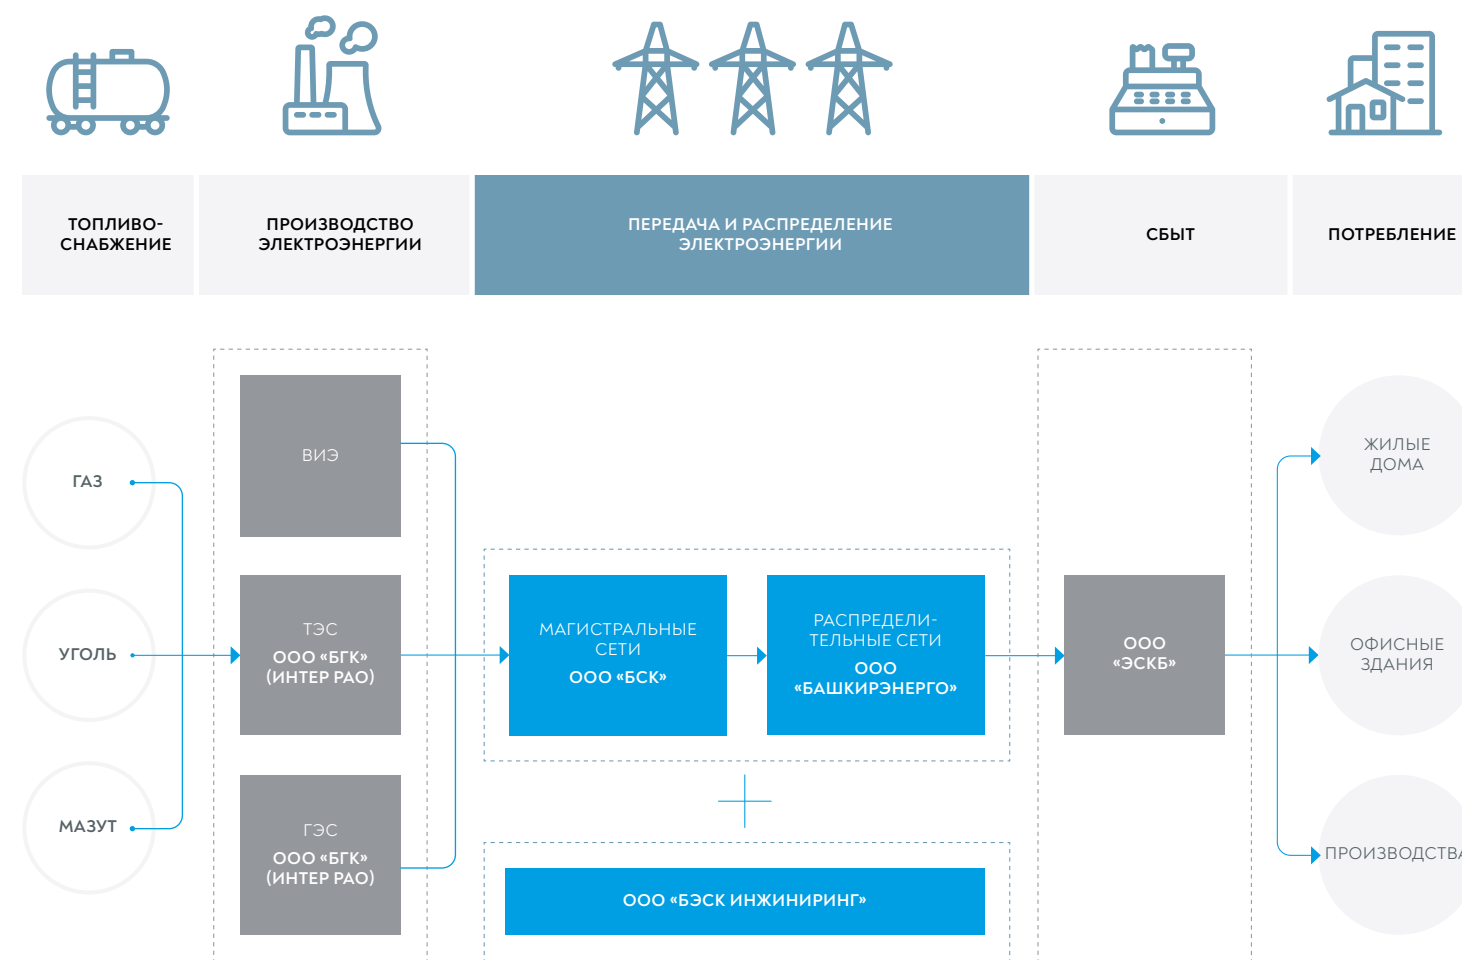 ТОПЛИВО-
СНАБЖЕНИЕ
ПРОИЗВОДСТВО
ЭЛЕКТРОЭНЕРГИИ
ПЕРЕДАЧА И РАСПРЕДЕЛЕНИЕ
ЭЛЕКТРОЭНЕРГИИ
СБЫТ
ПОТРЕБЛЕНИЕ
ГАЗ
УГОЛЬ
МАЗУТ
ВИЭ
ТЭС
ООО «БГК»
(ИНТЕР РАО)
ГЭС
ООО «БГК»
(ИНТЕР РАО)
МАГИСТРАЛЬНЫЕ
СЕТИ
ООО «БСК»
РАСПРЕДЕЛИ-
ТЕЛЬНЫЕ СЕТИ
ООО
«БАШКИРЭНЕРГО»
ООО «БЭСК ИНЖИНИРИНГ»
ООО
«ЭСКБ»
ЖИЛЫЕ
ДОМА
ОФИСНЫЕ
ЗДАНИЯ
ПРОИЗВОДСТВА